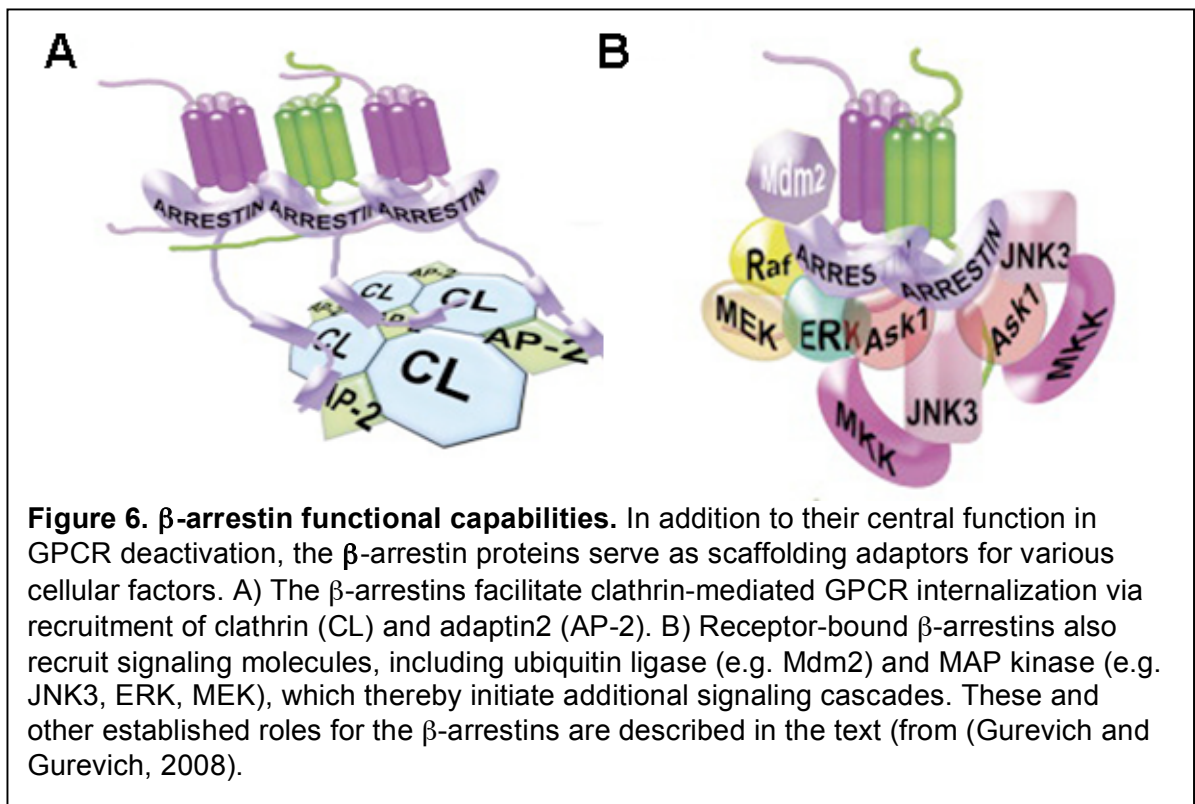 A
B
ARRESTIN
ARRESTII
ARRESTIN
AP-2
CL
CL
CL
AP-2
CL
AP-2
Mdm2
Raf
ARRES
ARRESTIN
JNK3
MEK
ERK
Ask1
Ask1
MKK
MKK
JNK3
Figure 6. β-arrestin functional capabilities. In addition to their central function in
GPCR deactivation, the β-arrestin proteins serve as scaffolding adaptors for various
cellular factors. A) The β-arrestins facilitate clathrin-mediated GPCR internalization via
recruitment of clathrin (CL) and adaptin2 (AP-2). B) Receptor-bound β-arrestins also
recruit signaling molecules, including ubiquitin ligase (e.g. Mdm2) and MAP kinase (e.g.
JNK3, ERK, MEK), which thereby initiate additional signaling cascades. These and
other established roles for the β-arrestins are described in the text (from (Gurevich and
Gurevich, 2008).